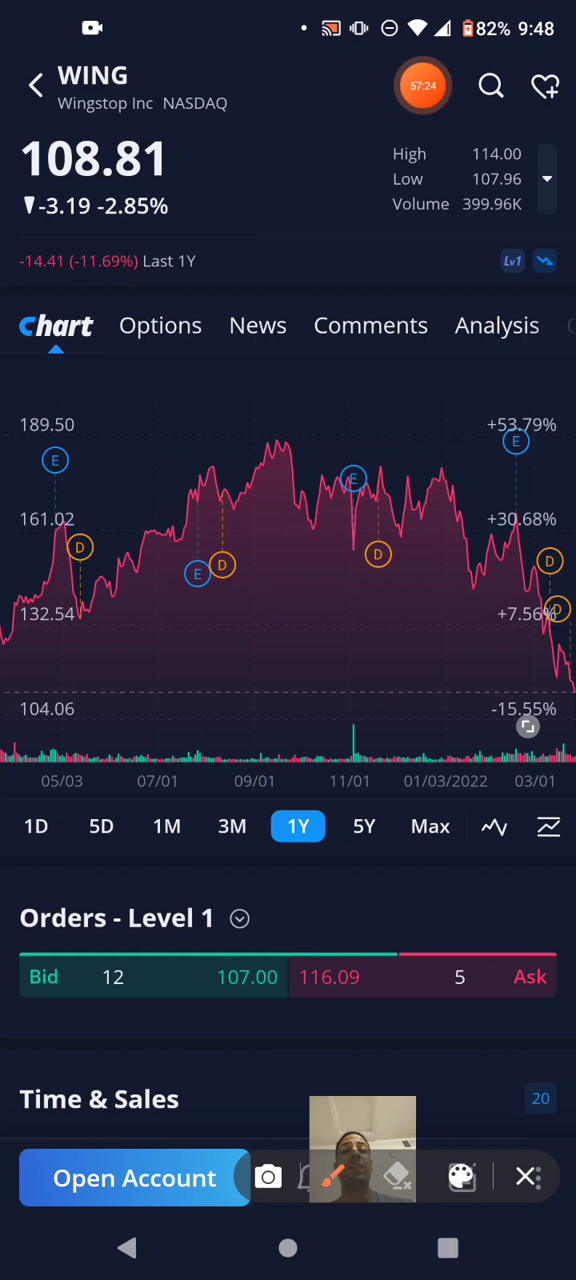 82% 9:48
WING
Wingstop Inc NASDAQ
57:24
108.81
-3.19 -2.85%
High 114.00
Low 107.96
Volume 399.96K
-14.41 (-11.69%) Last 1Y
Lv1
Chart Options News Comments Analysis
189.50 +53.79%
E E
E
161.02 +30.68%
D D D
E D
132.54 +7.56% D
104.06 -15.55%
05/03 07/01 09/01 11/01 01/03/2022 03/01
1D 5D 1M 3M 1Y 5Y Max
Orders - Level 1
Bid 12 107.00 116.09 5 Ask
Time & Sales 20
Open Account